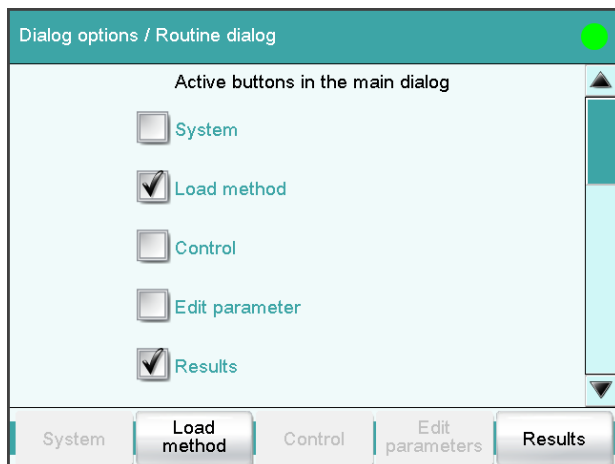 Dialog options / Routine dialog
Active buttons in the main dialog
System
Load method
Control
Edit parameter
Results
System
Load
method
Control
Edit
parameters
Results